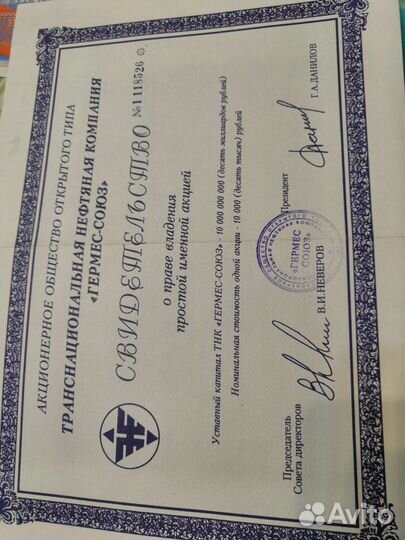 АКЦИОНЕРНОЕ ОБЩЕСТВО ОТКРЫТОГО ТИПА
ТРАНСНАЦИОНАЛЬНАЯ НЕФТЯНАЯ КОМПАНИЯ
«ГЕРМЕС-СОЮЗ»
СВИДЕТЕЛЬСТВО №1118526
о праве владения
простой именной акцией
Уставный капитал ТНК «ГЕРМЕС-СОЮЗ» - 10 000 000 000 (десять миллиардов рублей)
Номинальная стоимость одной акции - 10 000 (десять тысяч) рублей
Председатель
Совета директоров
В.И.НЕВЕРОВ
"ГЕРМЕС
СОЮЗ"
Президент
Г.А.ДАНИЛОВ
Avito